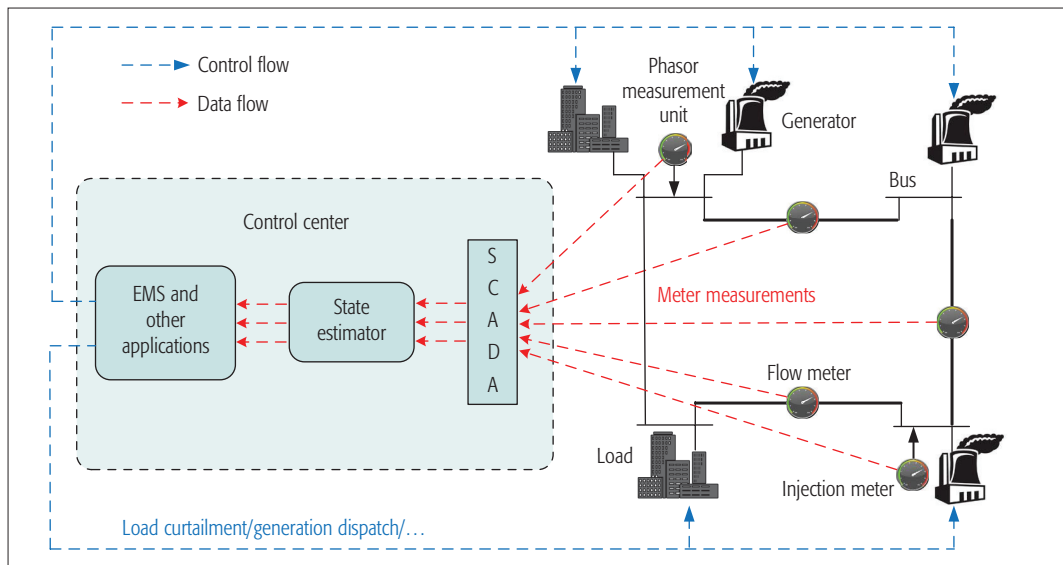 Control flow
Data flow
Phasor
measurement
unit
Generator
Bus
Control center
S
C
A
D
A
EMS and
other
applications
State
estimator
Meter measurements
Flow meter
Load
Injection meter
Load curtailment/generation dispatch/…